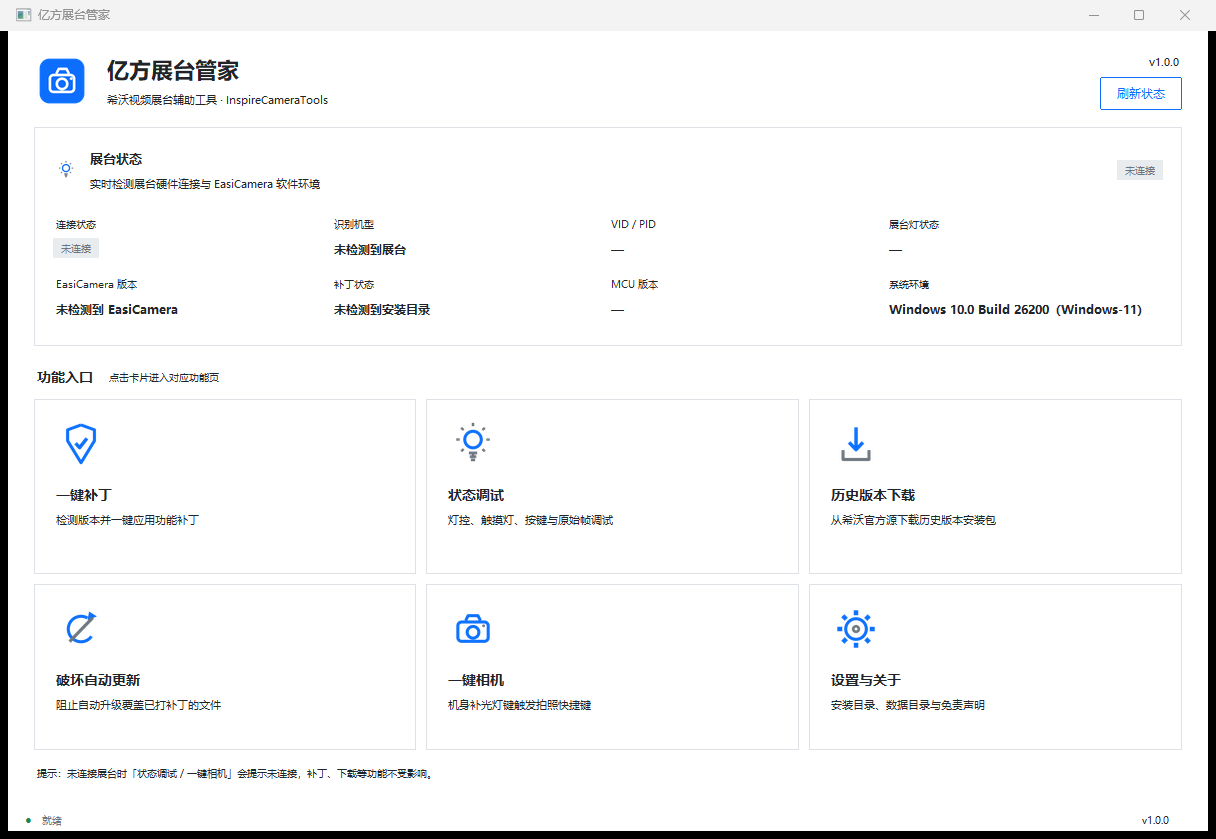 亿方展台管家
亿方展台管家
v1.0.0
希沃视频展台辅助工具 · InspireCameraTools
刷新状态
展台状态
实时检测展台硬件连接与 EasiCamera 软件环境
未连接
连接状态
识别机型
VID / PID
展台灯状态
未连接
未检测到展台
—
—
EasiCamera 版本
补丁状态
MCU 版本
系统环境
未检测到 EasiCamera
未检测到安装目录
—
Windows 10.0 Build 26200 (Windows-11)
功能入口
点击卡片进入对应功能页
一键补丁
检测版本并一键应用功能补丁
状态调试
灯控、触摸灯、按键与原始帧调试
历史版本下载
从希沃官方源下载历史版本安装包
破坏自动更新
阻止自动升级覆盖已打补丁的文件
一键相机
机身补光灯键触发拍照快捷键
设置与关于
安装目录、数据目录与免责声明
提示：未连接展台时「状态调试 / 一键相机」会提示未连接，补丁、下载等功能不受影响。
就绪
v1.0.0